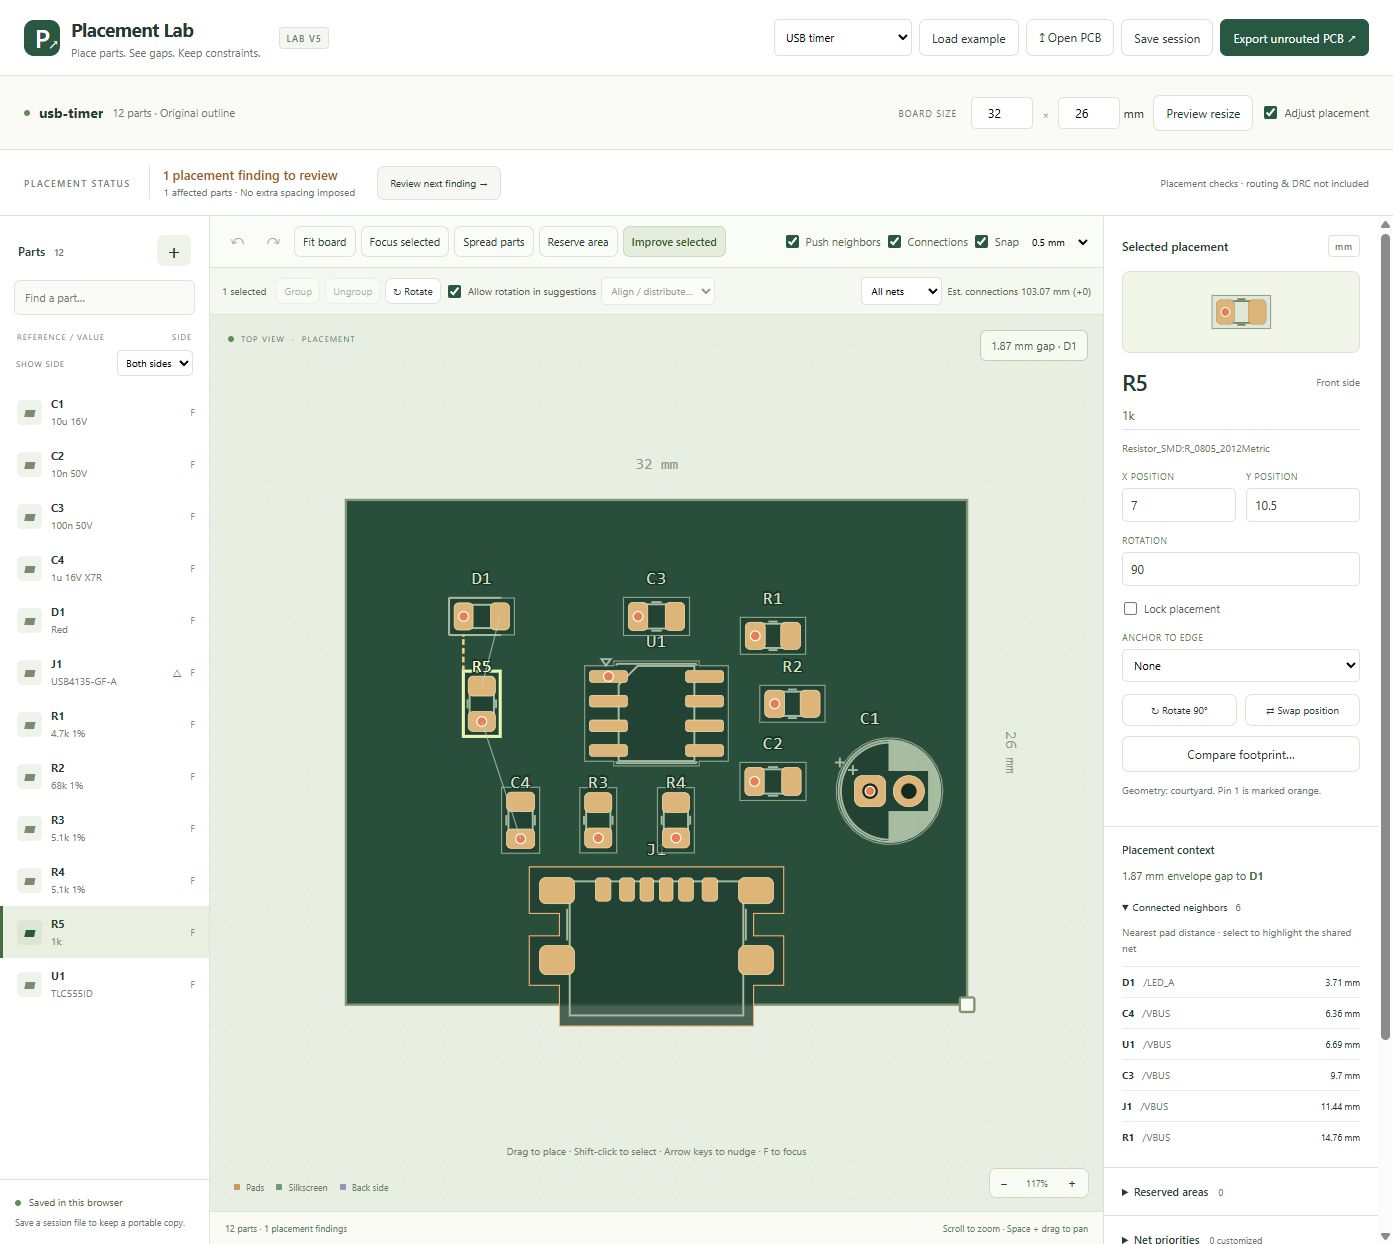 P↗
Placement Lab
Place parts. See gaps. Keep constraints.
LAB V5
USB timer
Load example
↥ Open PCB
Save session
Export unrouted PCB ↗
usb-timer
12 parts · Original outline
BOARD SIZE
32 × 26 mm
Preview resize
Adjust placement
PLACEMENT STATUS
1 placement finding to review
1 affected parts · No extra spacing imposed
Review next finding →
Placement checks · routing & DRC not included
Parts 12
+
Find a part...
REFERENCE / VALUE SIDE
SHOW SIDE Both sides
C1 F
10u 16V
C2 F
10n 50V
C3 F
100n 50V
C4 F
1u 16V X7R
D1 F
Red
J1 △ F
USB4135-GF-A
R1 F
4.7k 1%
R2 F
68k 1%
R3 F
5.1k 1%
R4 F
5.1k 1%
R5 F
1k
U1 F
TLC555ID
Saved in this browser
Save a session file to keep a portable copy.
Fit board
Focus selected
Spread parts
Reserve area
Improve selected
Push neighbors
Connections
Snap 0.5 mm
1 selected
Group
Ungroup
↻ Rotate
Allow rotation in suggestions
Align / distribute...
All nets
Est. connections 103.07 mm (+0)
TOP VIEW · PLACEMENT
1.87 mm gap · D1
32 mm
D1
C3
R1
U1
R5
R2
C1
26 mm
C2
C4
R3
R4
J1
Drag to place · Shift-click to select · Arrow keys to nudge · F to focus
Pads
Silkscreen
Back side
− 117% +
12 parts · 1 placement findings
Scroll to zoom · Space + drag to pan
Selected placement
mm
R5
Front side
1k
Resistor_SMD:R_0805_2012Metric
X POSITION Y POSITION
7 10.5
ROTATION
90
Lock placement
ANCHOR TO EDGE
None
↻ Rotate 90°
⇄ Swap position
Compare footprint...
Geometry: courtyard. Pin 1 is marked orange.
Placement context
1.87 mm envelope gap to D1
▼ Connected neighbors 6
Nearest pad distance · select to highlight the shared
net
D1 /LED_A 3.71 mm
C4 /VBUS 6.36 mm
U1 /VBUS 6.69 mm
C3 /VBUS 9.7 mm
J1 /VBUS 11.44 mm
R1 /VBUS 14.76 mm
▶ Reserved areas 0
▶ Net priorities 0 customized